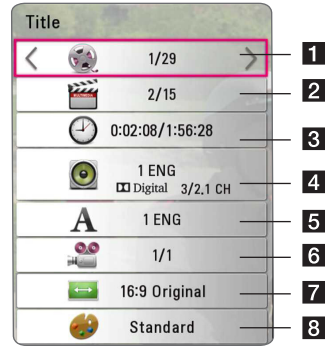 Title
1/29 1
MULTIMEDIA
2/15 2
0:02:08/1:56:28 3
1 ENG
Digital 3/2.1 CH 4
A 1 ENG 5
1/1 6
16:9 Original 7
Standard 8